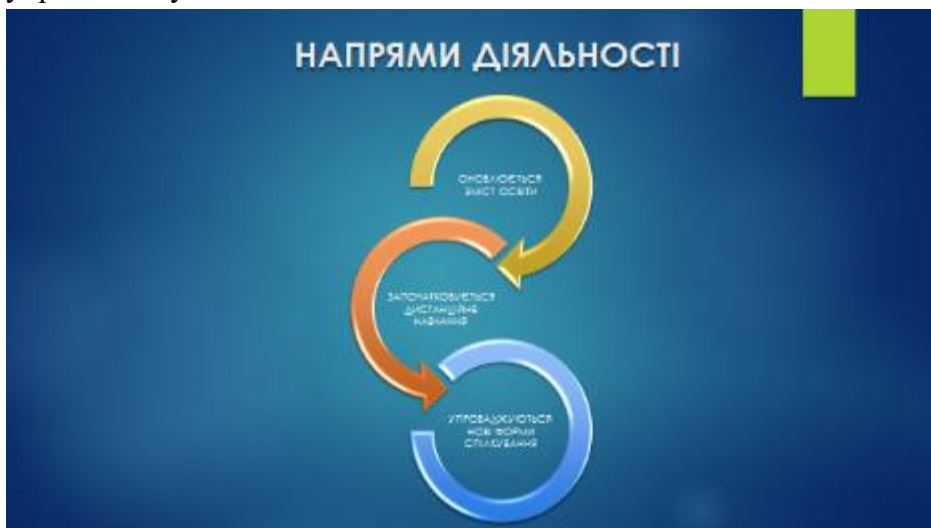 НАПРЯМИ ДІЯЛЬНОСТІ
ОНОВЛЮЄТЬСЯ
ЗМІСТ ОСВІТИ
ЗАПОЧАТКОВУЄТЬСЯ
ДИСТАНЦІЙНЕ
НАВЧАННЯ
УПРОВАДЖУЮТЬСЯ
НОВІ ФОРМИ
СПІЛКУВАННЯ